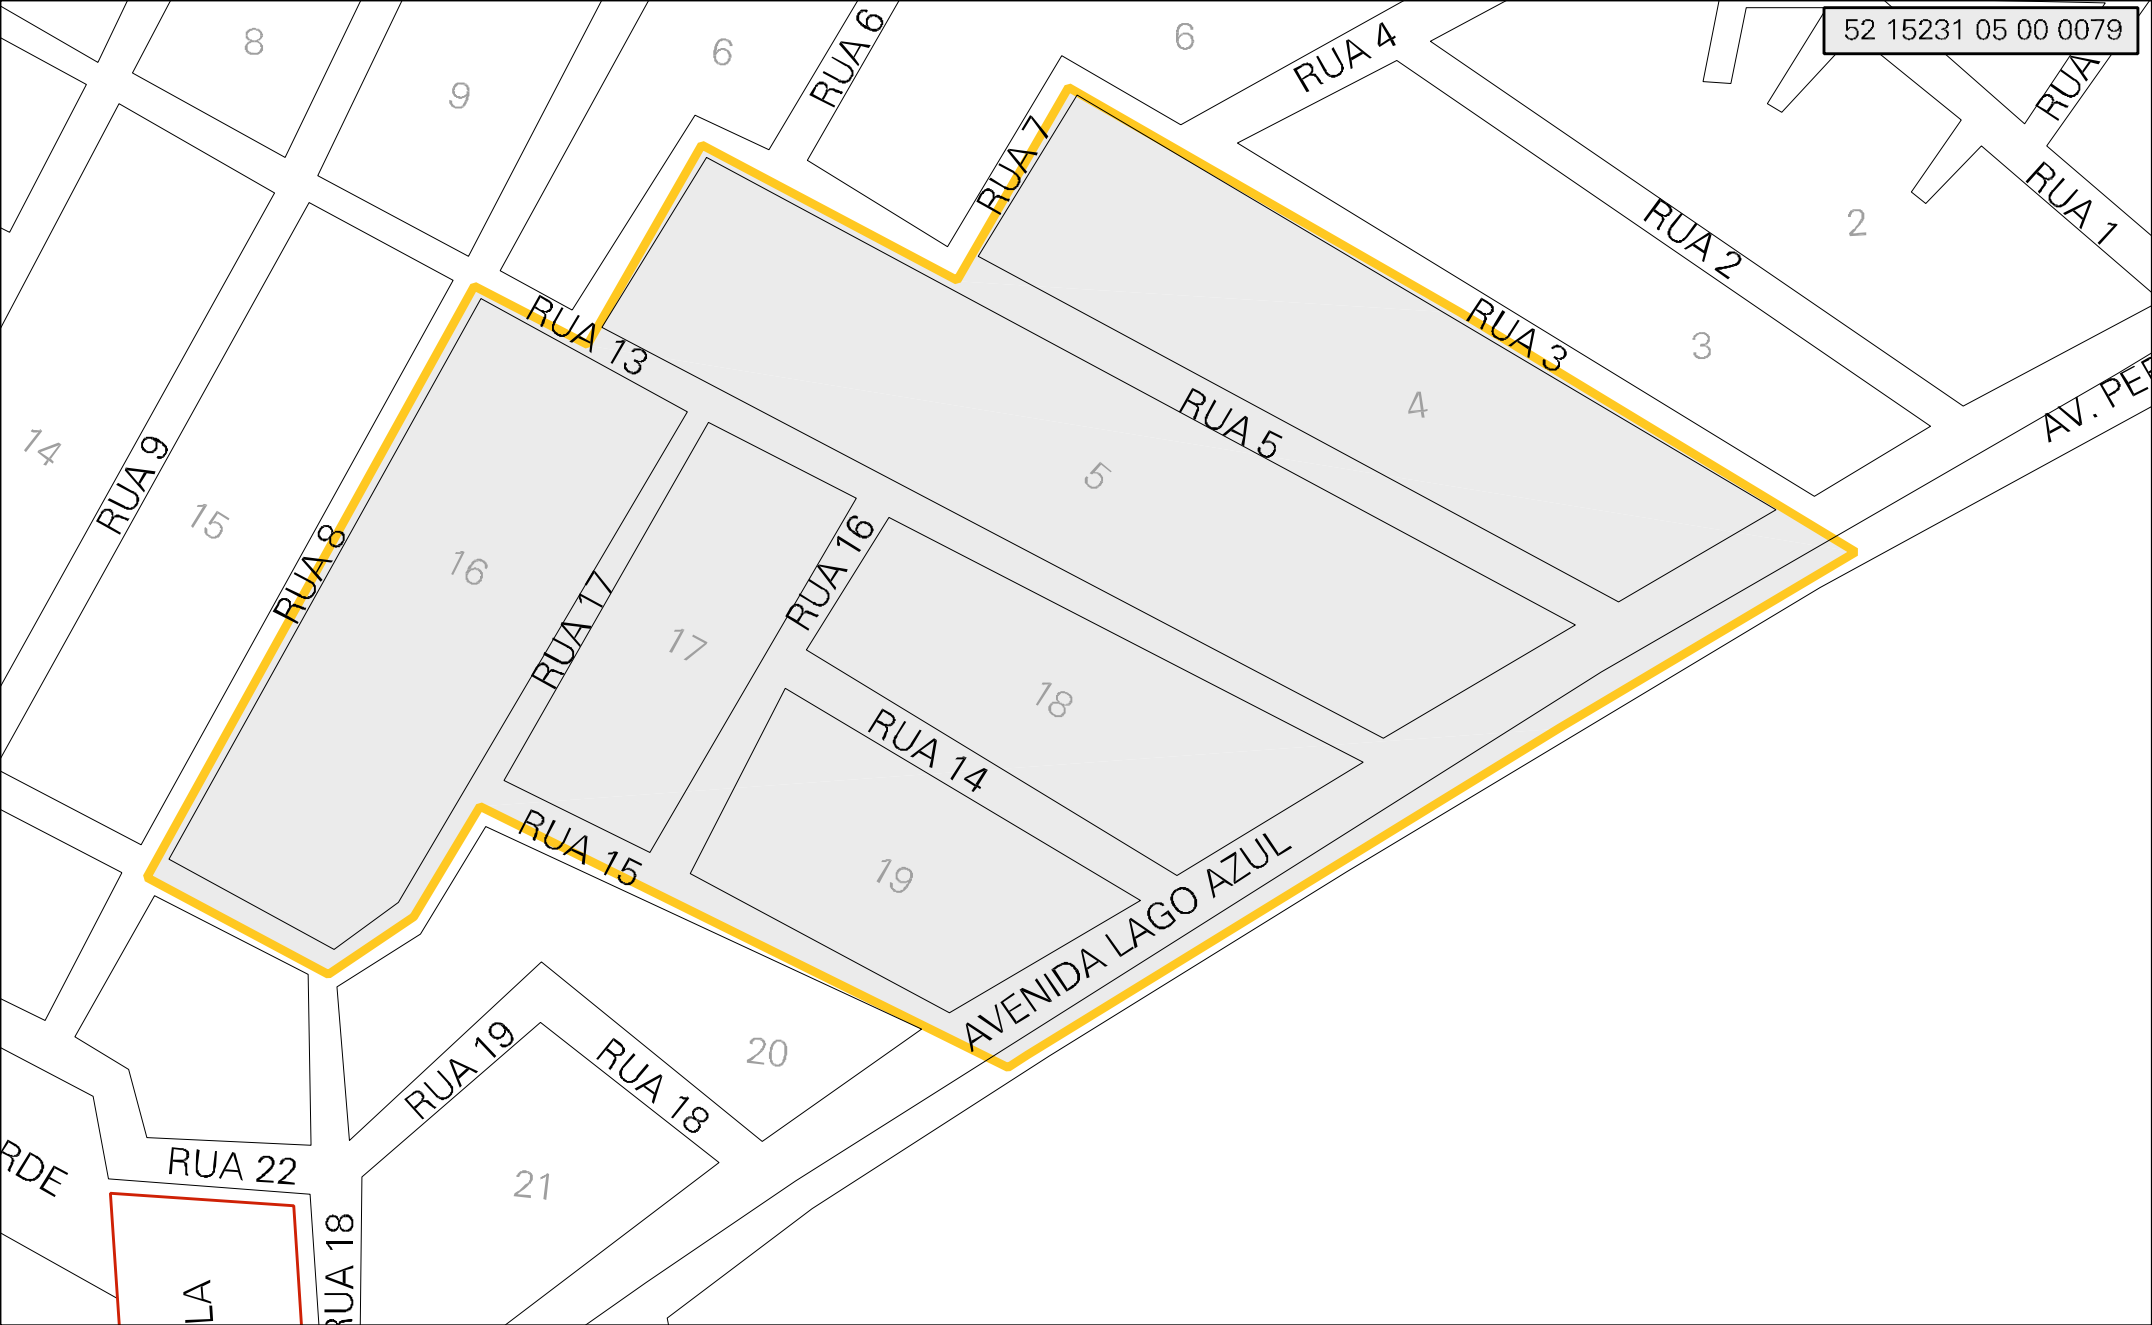 52 15231 05 00 0079
8
9
6
RUA 6
6
RUA 4
RUA
RUA 7
RUA 1
2
RUA 2
RUA 13
RUA 3
3
4
AV. PE
RUA 5
14
RUA 9
15
5
RUA 8
16
RUA 16
RUA 17
17
18
RUA 14
RUA 15
19
AVENIDA LAGO AZUL
20
RUA 19
RUA 18
RDE
RUA 22
21
RUA 18
LA